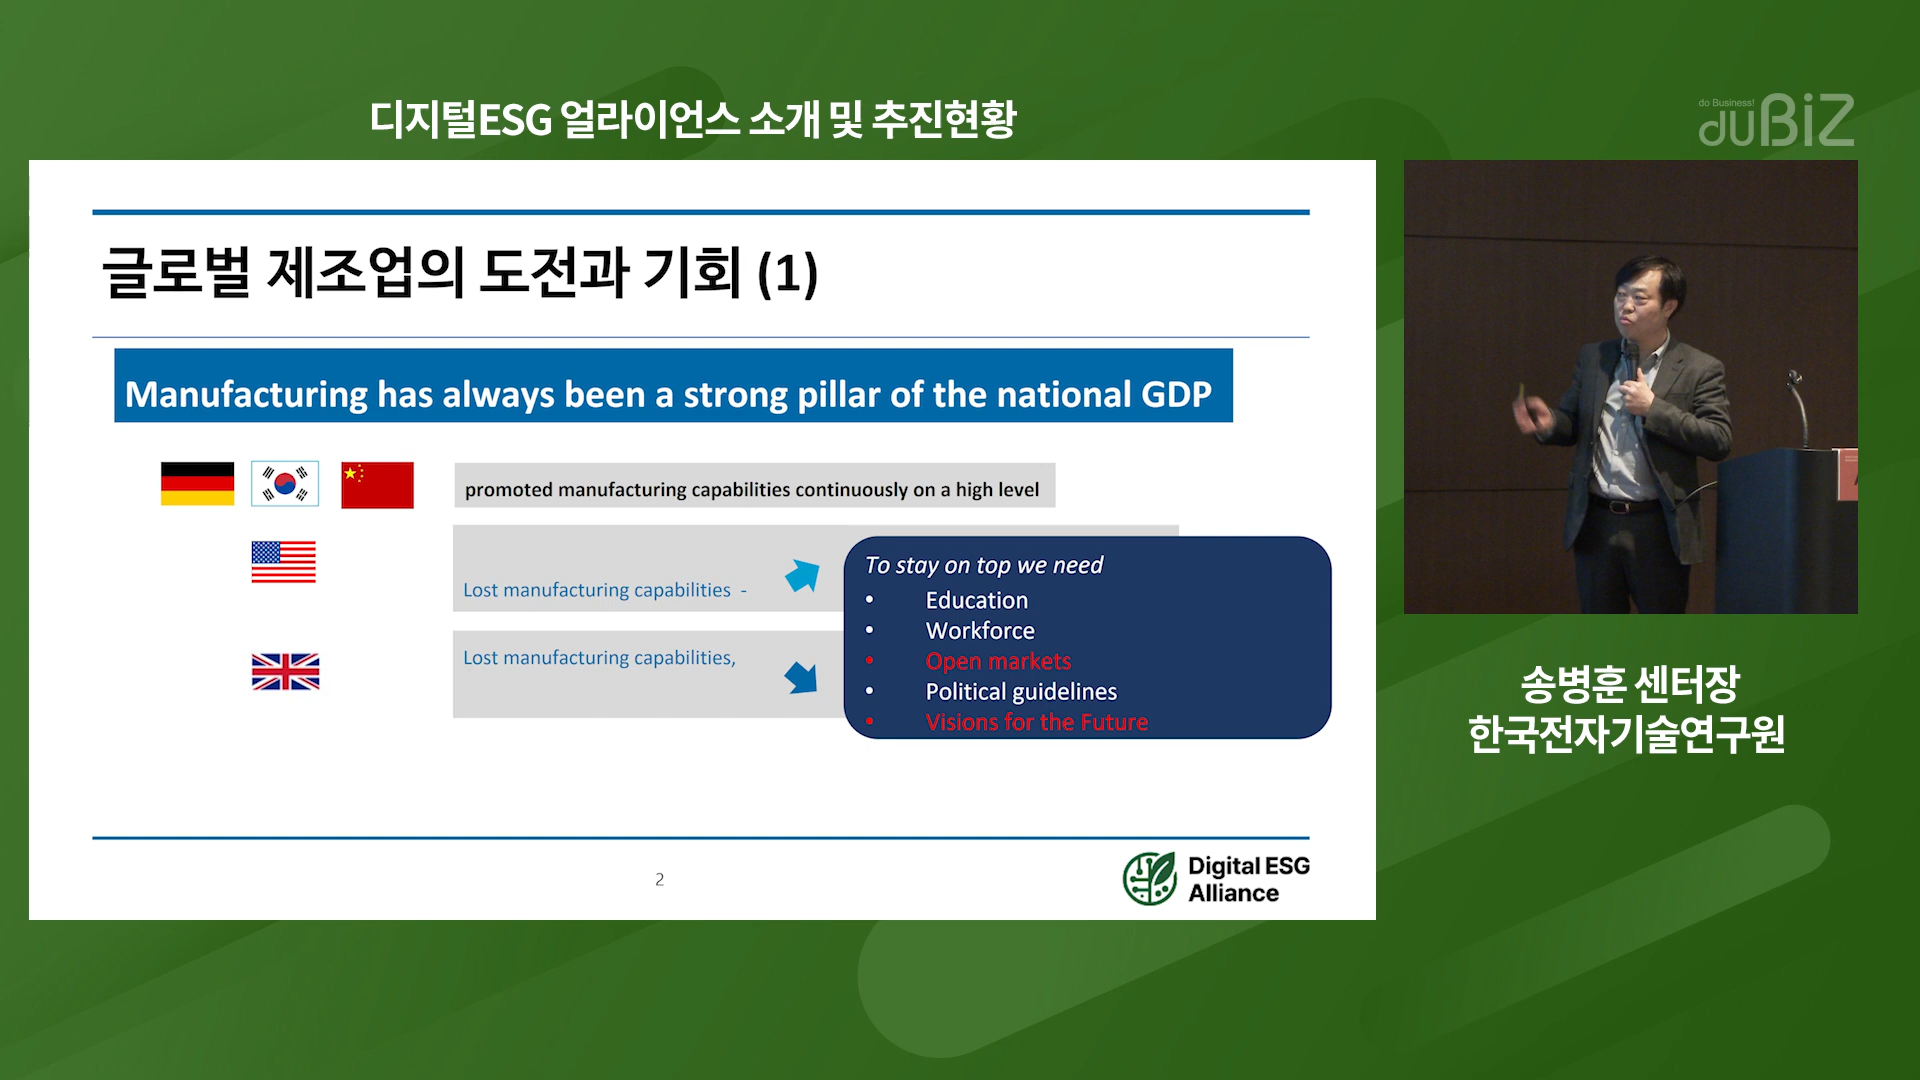 디지털ESG 얼라이언스 소개 및 추진현황
do Business!
duBiZ
글로벌 제조업의 도전과 기회 (1)
Manufacturing has always been a strong pillar of the national GDP
promoted manufacturing capabilities continuously on a high level
Lost manufacturing capabilities -
Lost manufacturing capabilities,
To stay on top we need
• Education
• Workforce
• Open markets
• Political guidelines
• Visions for the Future
2
Digital ESG
Alliance
송병훈 센터장
한국전자기술연구원